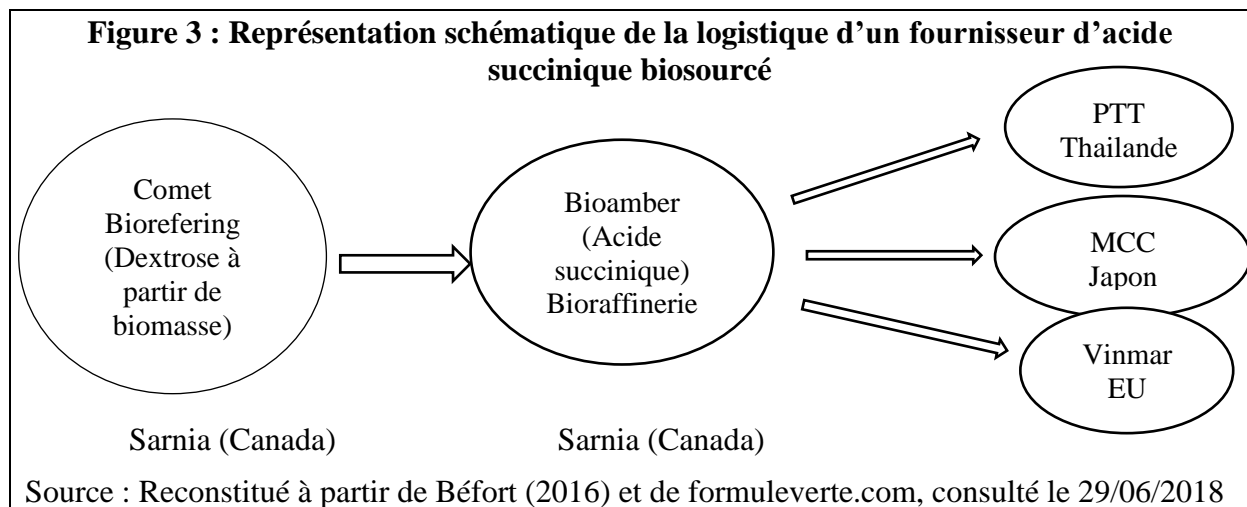 Figure 3 : Représentation schématique de la logistique d'un fournisseur d'acide
succinique biosourcé
Comet
Biorefering
(Dextrose à
partir de
biomasse)
Bioamber
(Acide
succinique)
Bioraffinerie
PTT
Thailande
MCC
Japon
Vinmar
EU
Sarnia (Canada)
Sarnia (Canada)
Source : Reconstitué à partir de Béfort (2016) et de formuleverte.com, consulté le 29/06/2018